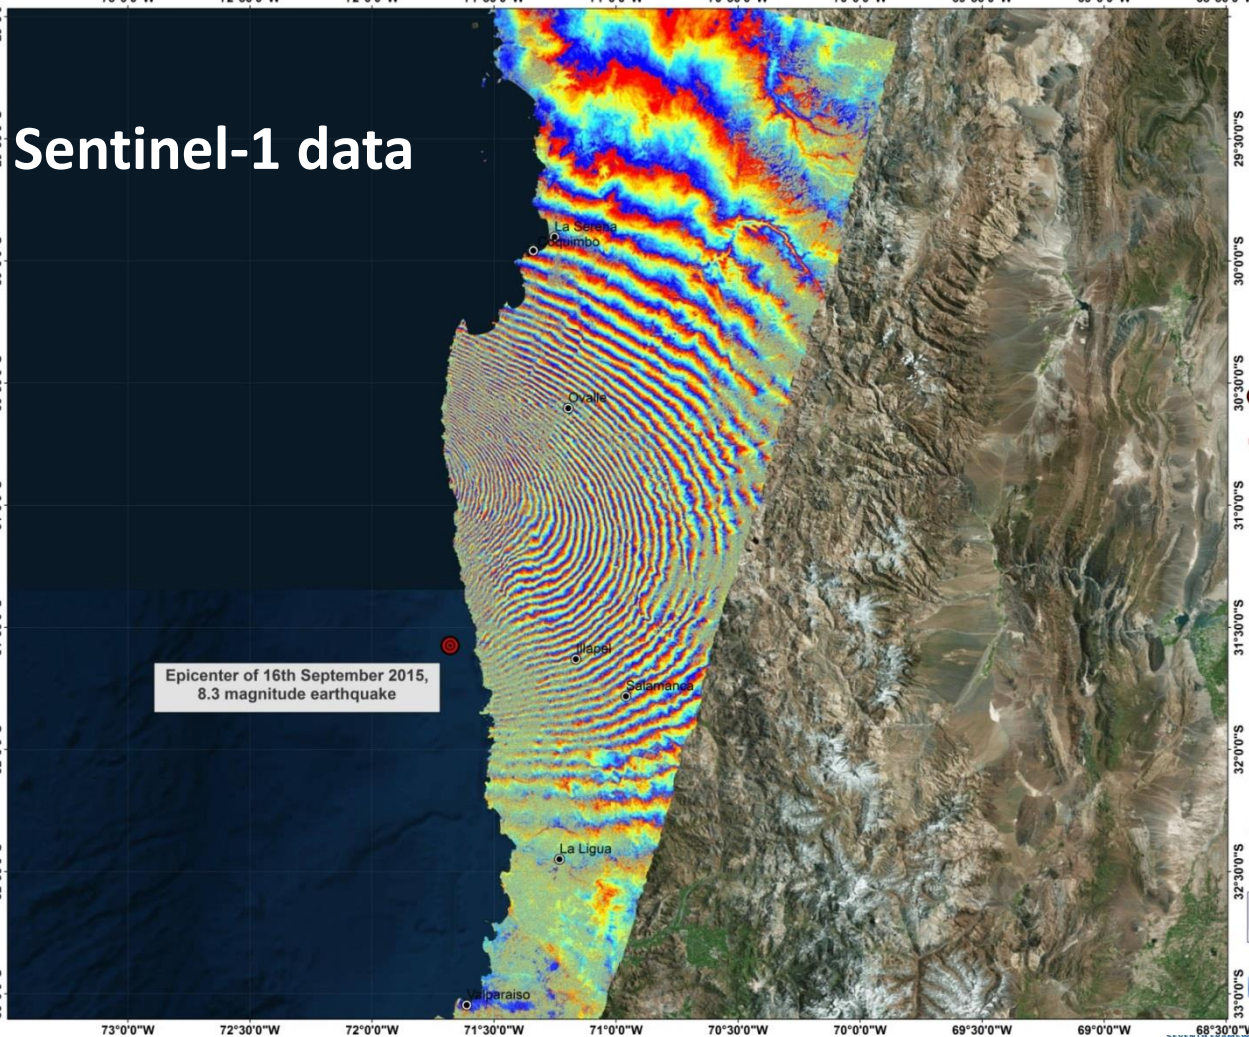 Sentinel-1 data
La Serena
Coquimbo
Ovalle
Epicenter of 16th September 2015,
8.3 magnitude earthquake
Illapel
Salamanca
La Ligua
Valparaiso
29°30'0"S
30°0'0"S
30°30'0"S
31°0'0"S
31°30'0"S
32°0'0"S
32°30'0"S
33°0'0"S
73°0'0"W 72°30'0"W 72°0'0"W 71°30'0"W 71°0'0"W 70°30'0"W 70°0'0"W 69°30'0"W 69°0'0"W 68°30'0"W